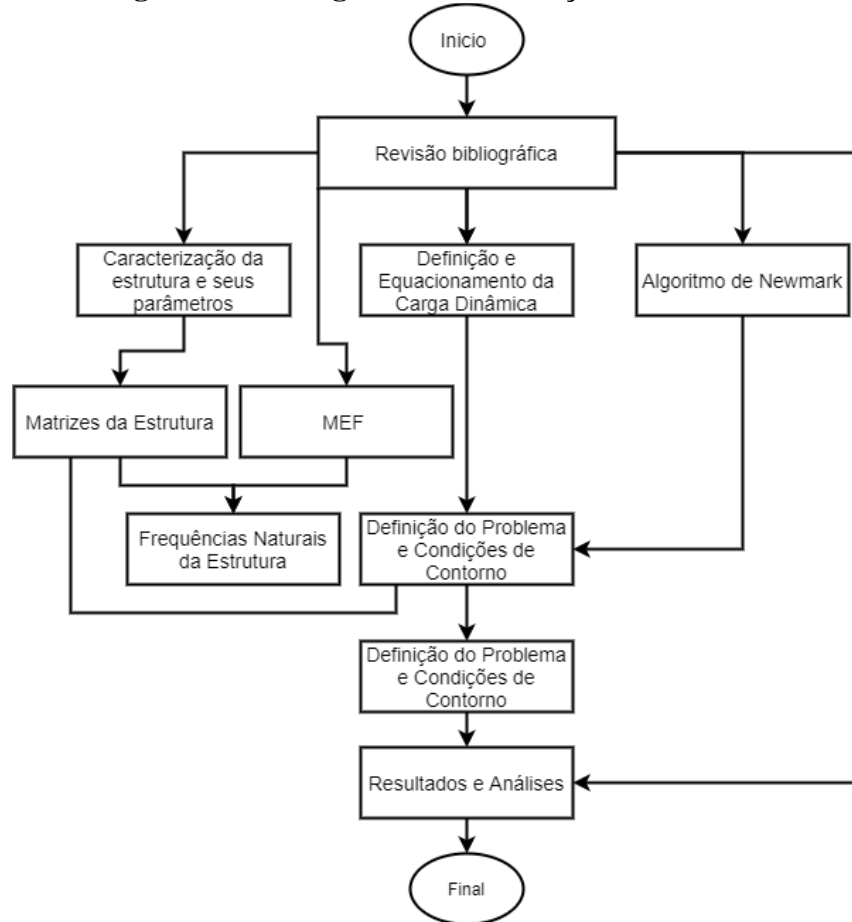 Inicio
Revisão bibliográfica
Caracterização da
estrutura e seus
parâmetros
Definição e
Equacionamento da
Carga Dinâmica
Algoritmo de Newmark
Matrizes da Estrutura
MEF
Frequências Naturais
da Estrutura
Definição do Problema
e Condições de
Contorno
Definição do Problema
e Condições de
Contorno
Resultados e Análises
Final